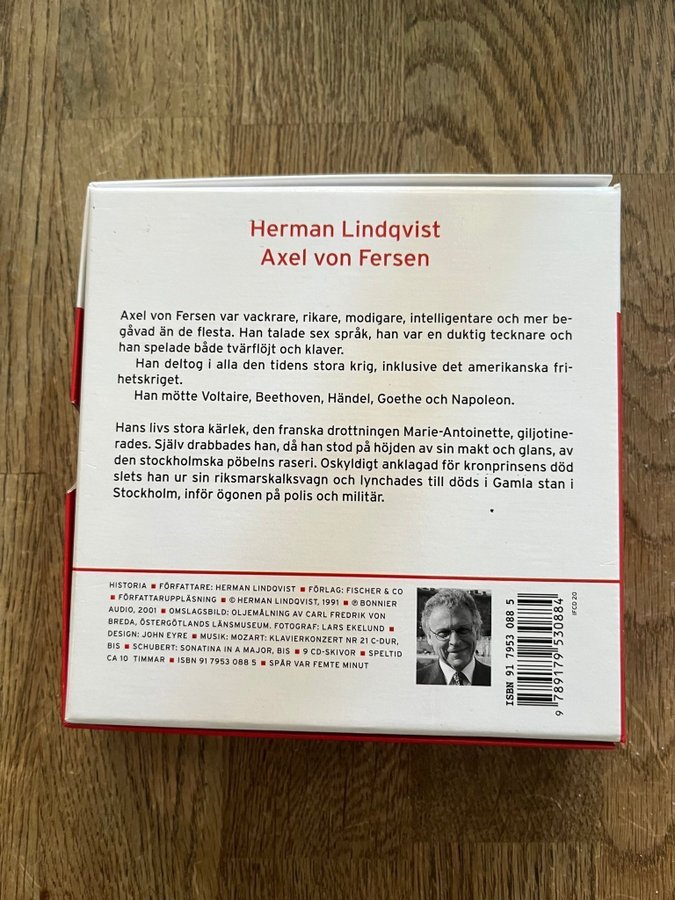 Herman Lindqvist
Axel von Fersen
Axel von Fersen var vackrare, rikare, modigare, intelligentare och mer be-
gåvad än de flesta. Han talade sex språk, han var en duktig tecknare och
han spelade både tvärflöjt och klaver.
Han deltog i alla den tidens stora krig, inklusive det amerikanska fri-
hetskriget.
Han mötte Voltaire, Beethoven, Händel, Goethe och Napoleon.
Hans livs stora kärlek, den franska drottningen Marie-Antoinette, giljotine-
rades. Själv drabbades han, då han stod på höjden av sin makt och glans, av
den stockholmska pöbelns raseri. Oskyldigt anklagad för kronprinsens död
slets han ur sin riksmarskalksvagn och lynchades till döds i Gamla stan i
Stockholm, inför ögonen på polis och militär.
HISTORIA ■ FÖRFATTARE: HERMAN LINDQVIST ■ FÖRLAG: FISCHER & CO
■ FÖRFATTARUPPLÄSNING ■ © HERMAN LINDQVIST, 1991 ■ ℗ BONNIER
AUDIO, 2001 ■ OMSLAGSBILD: OLJEMÅLNING AV CARL FREDRIK VON
BREDA, ÖSTERGÖTLANDS LÄNSMUSEUM. FOTOGRAF: LARS EKELUND ■
DESIGN: JOHN EYRE ■ MUSIK: MOZART: KLAVIERKONZERT NR 21 C-DUR,
BIS ■ SCHUBERT: SONATINA IN A MAJOR, BIS ■ 9 CD-SKIVOR ■ SPELTID
CA 10 TIMMAR ■ ISBN 91 7953 088 5 ■ SPÅR VAR FEMTE MINUT
ISBN 91 7953 088 5
9 789179 530884
IFCD 20